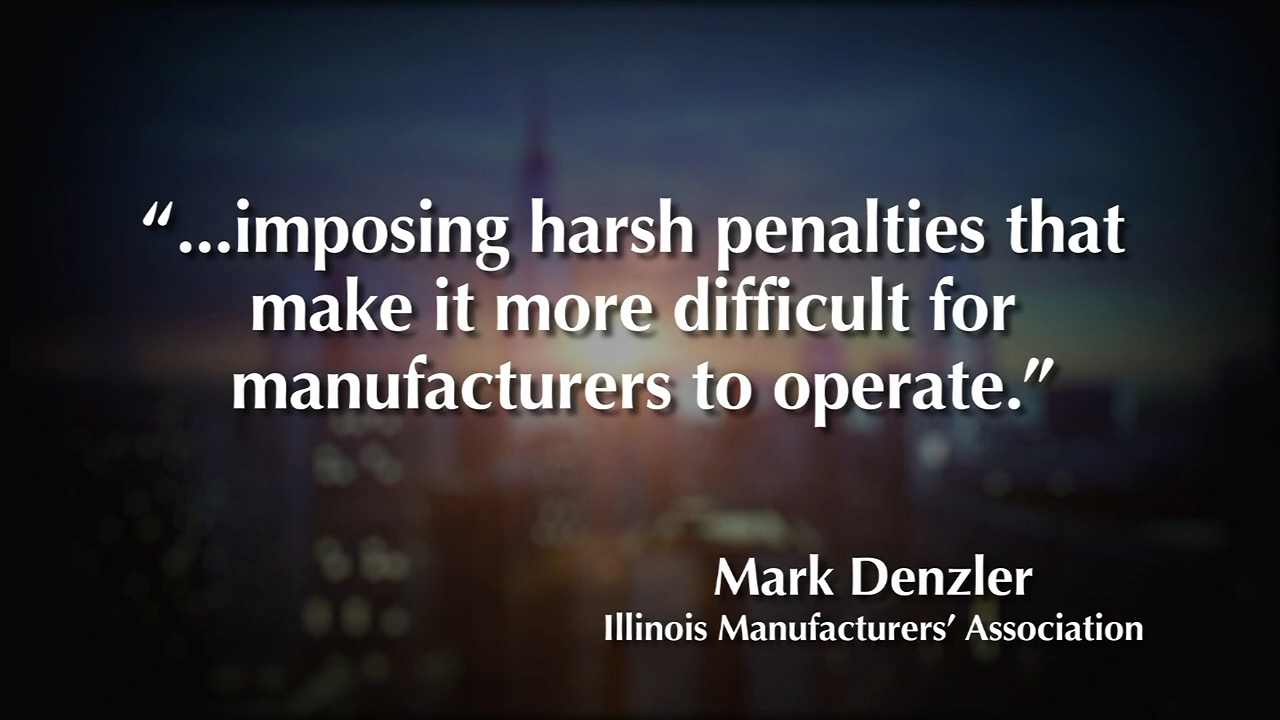 “...imposing harsh penalties that
make it more difficult for
manufacturers to operate.”
Mark Denzler
Illinois Manufacturers’ Association